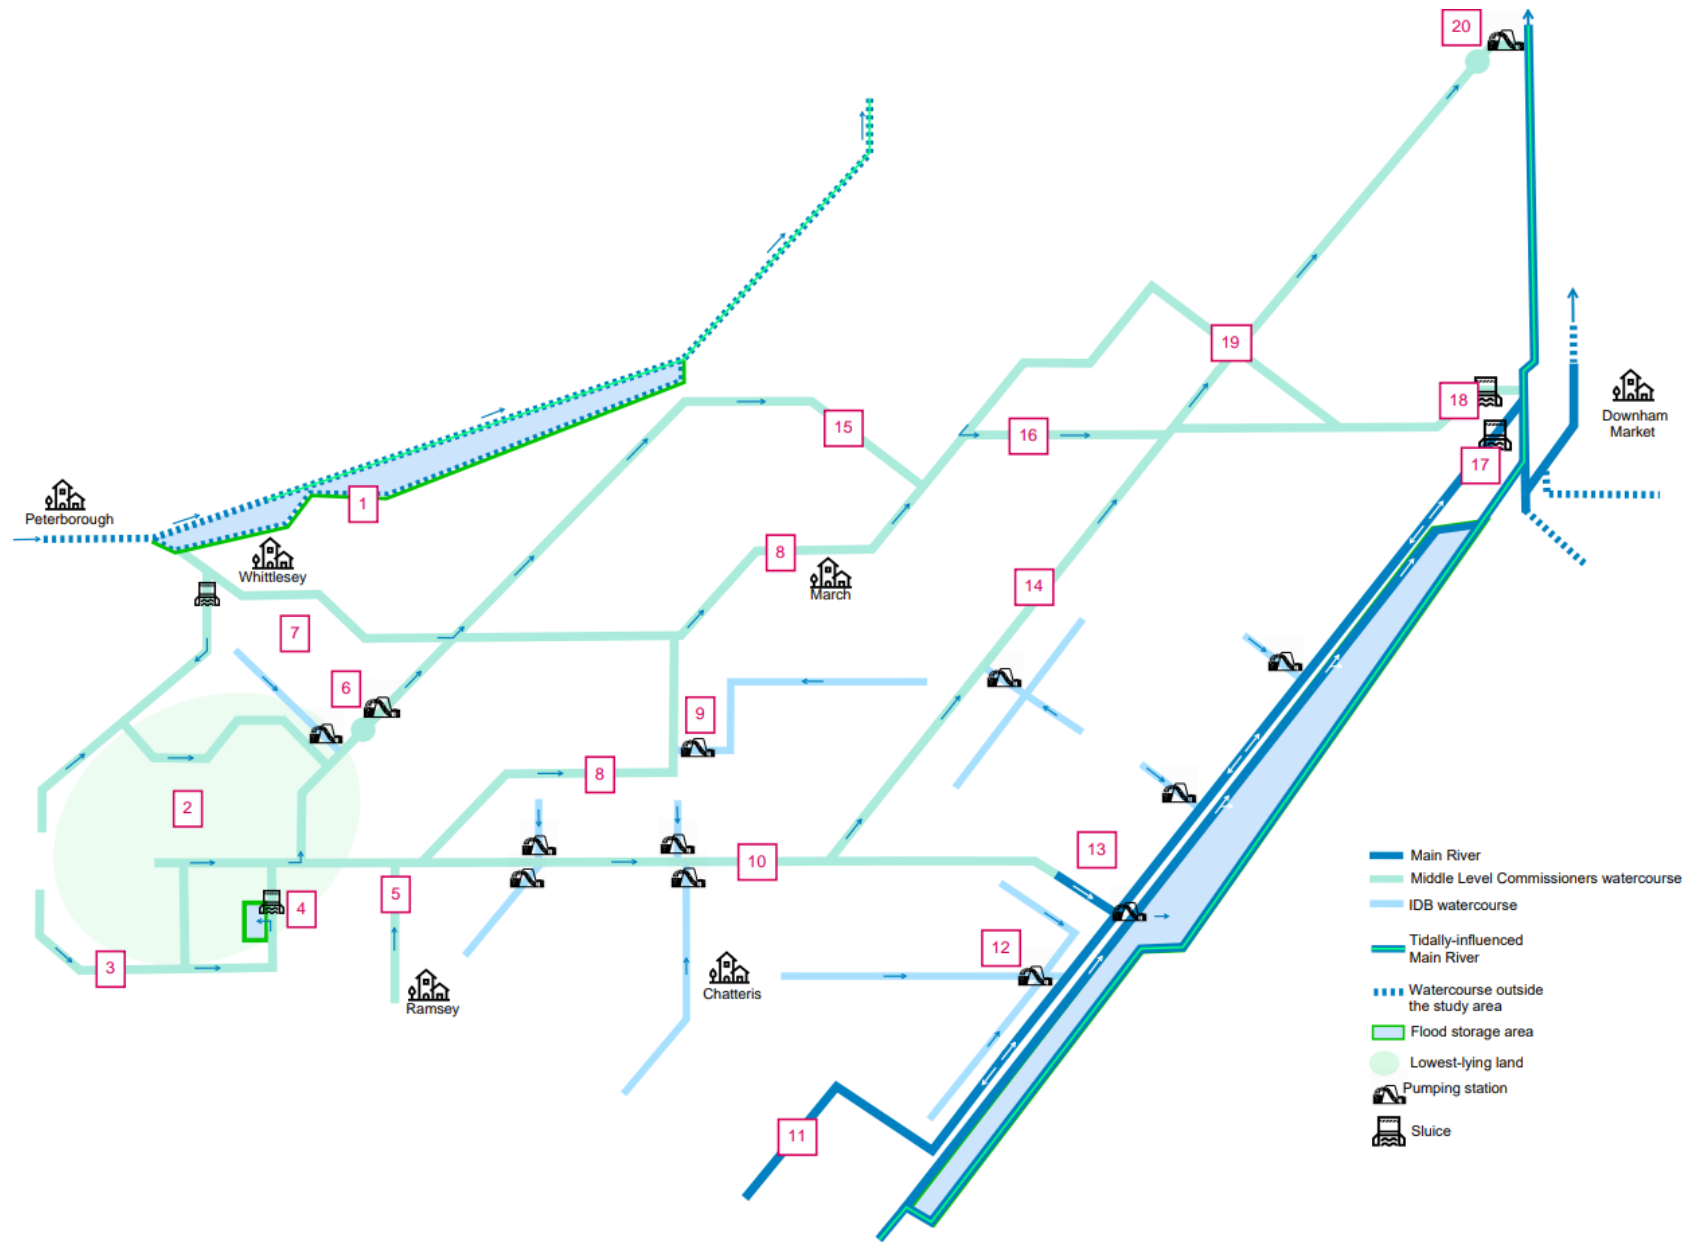 20
19
18
17
Downham
Market
15
16
Peterborough
1
Whittlesey
8
March
14
7
6
9
2
8
10
13
5
4
3
12
Ramsey
Chatteris
11
Main River
Middle Level Commissioners watercourse
IDB watercourse
Tidally-influenced
Main River
Watercourse outside
the study area
Flood storage area
Lowest-lying land
Pumping station
Sluice